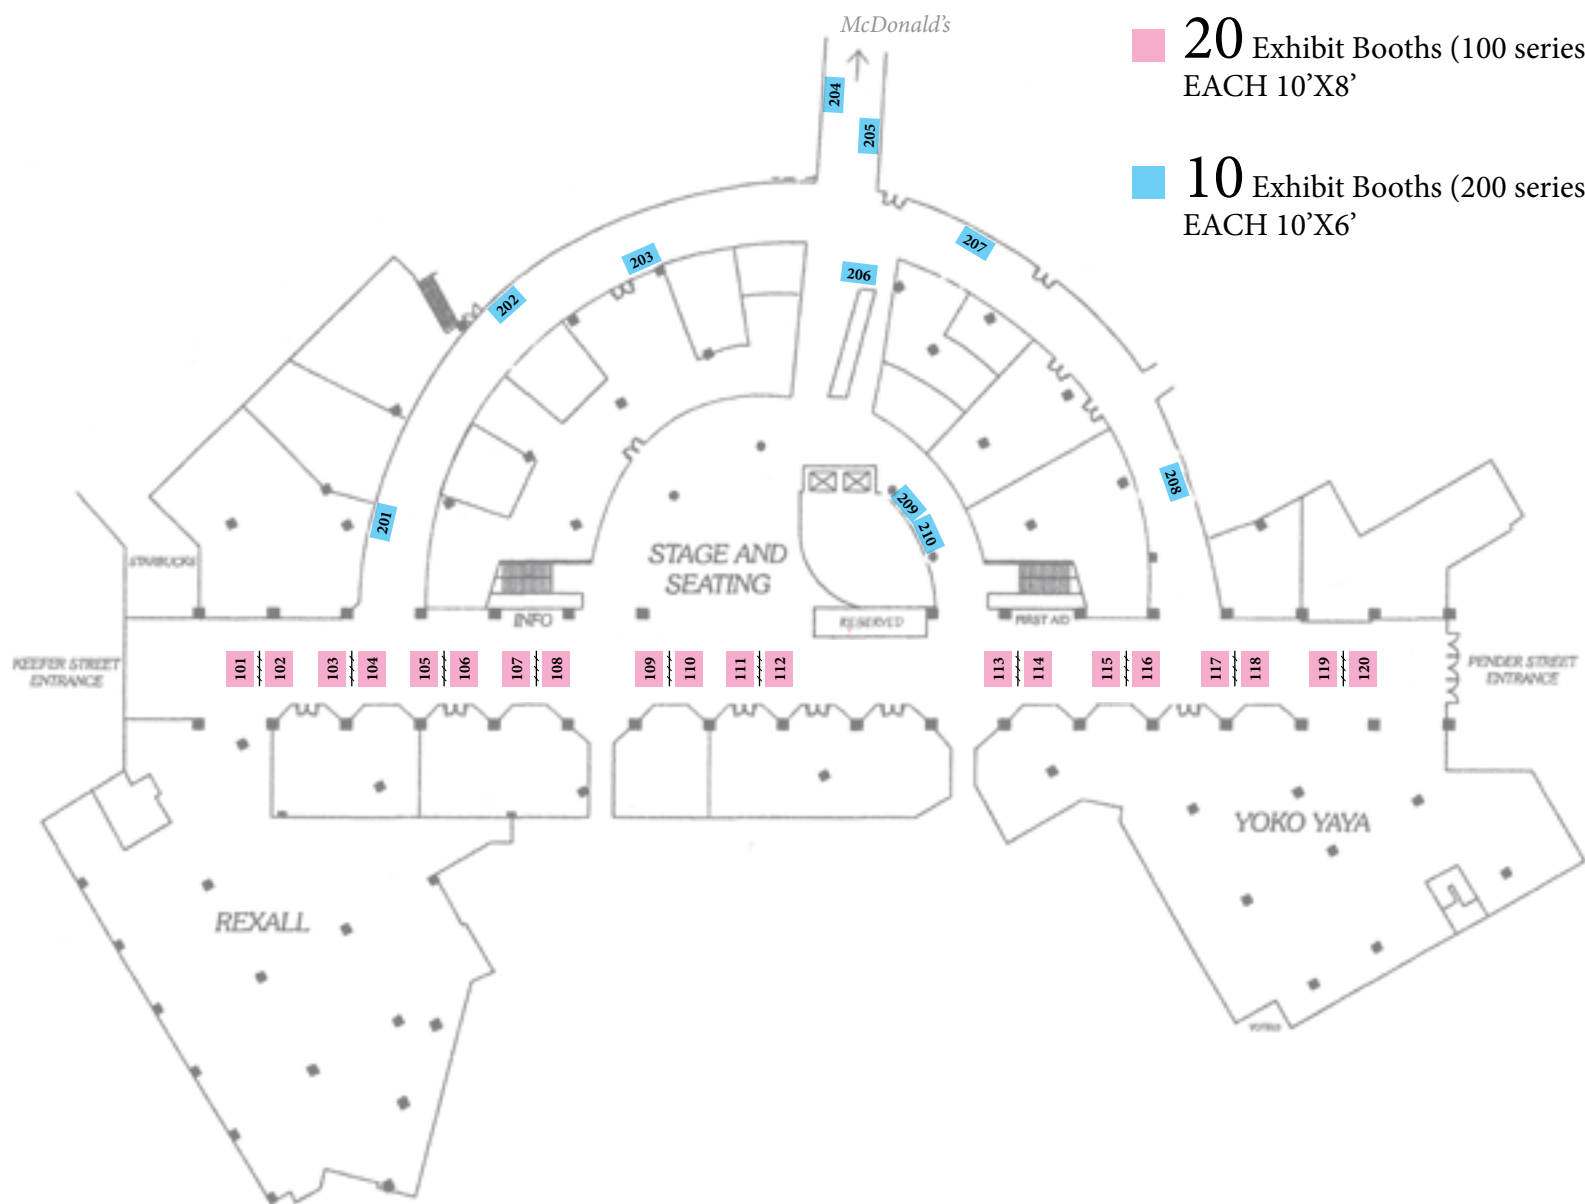 McDonald's
20 Exhibit Booths (100 series
EACH 10'X8'
10 Exhibit Booths (200 series
EACH 10'X6'
204
205
207
203
206
202
208
201
209
210
STARBUCKS
STAGE AND
SEATING
INFO
RESERVED
FIRST AID
KEEFER STREET
ENTRANCE
101
102
103
104
105
106
107
108
109
110
111
112
113
114
115
116
117
118
119
120
PENDER STREET
ENTRANCE
YOKO YAYA
REXALL